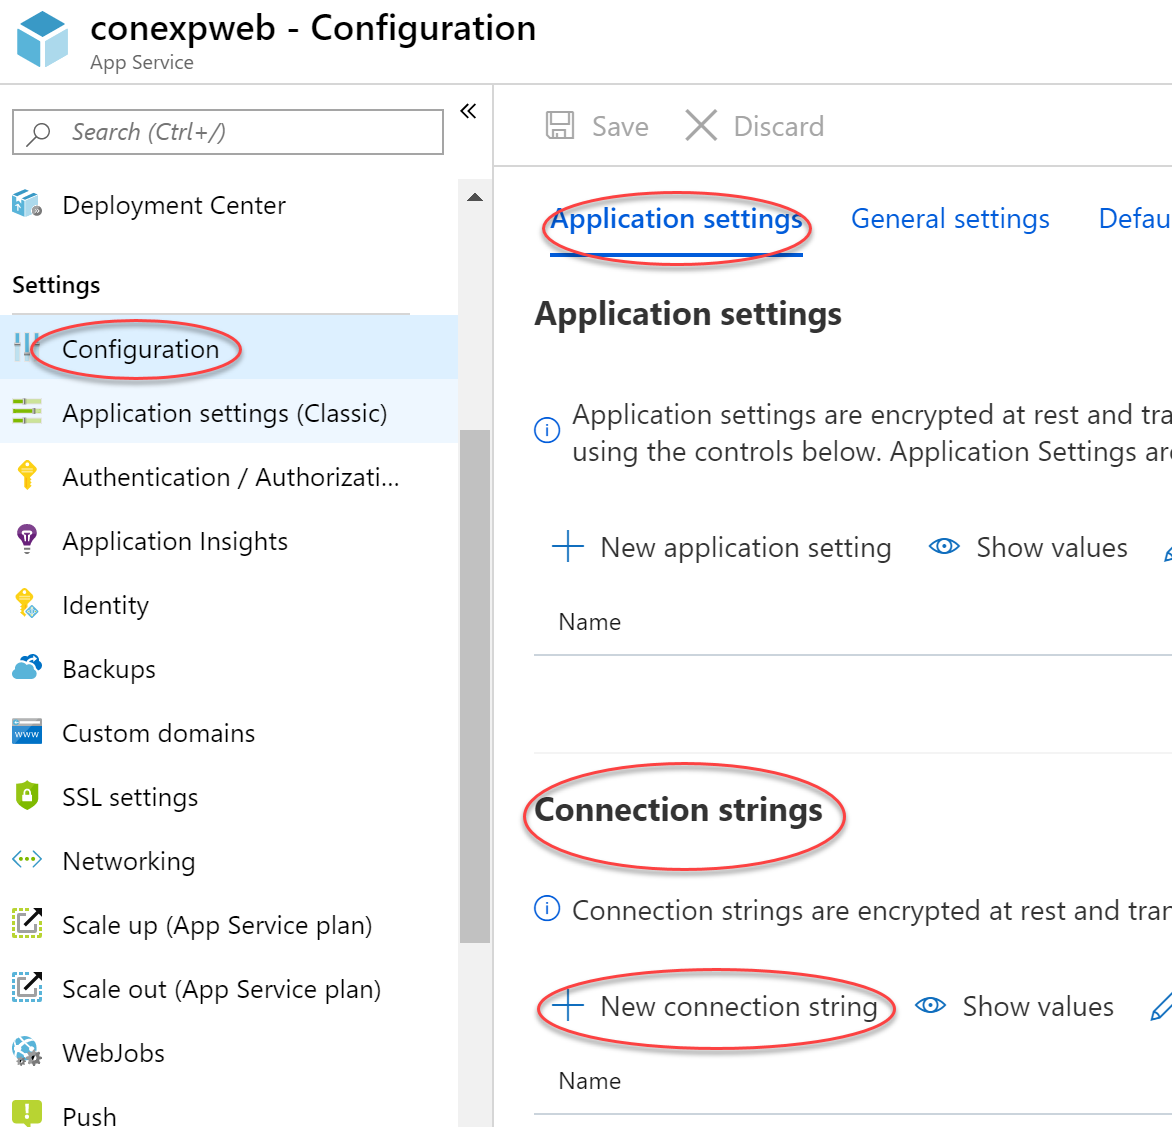 conexpweb - Configuration
App Service
Search (Ctrl+/)
Deployment Center
Settings
Configuration
Application settings (Classic)
Authentication / Authorizati...
Application Insights
Identity
Backups
www
Custom domains
SSL settings
Networking
Scale up (App Service plan)
Scale out (App Service plan)
WebJobs
Push
Save Discard
Application settings General settings Defau
Application settings
Application settings are encrypted at rest and tra
using the controls below. Application Settings are
New application setting Show values
Name
Connection strings
Connection strings are encrypted at rest and tran
New connection string Show values
Name